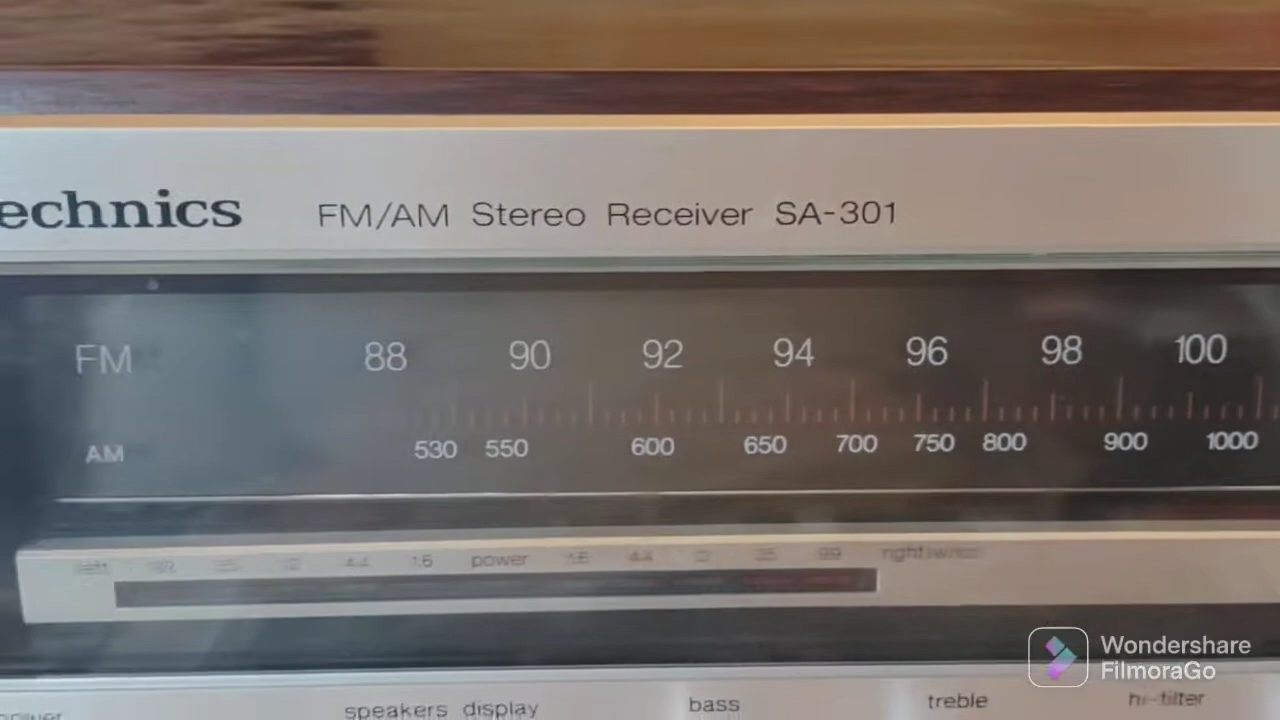 echnics FM/AM Stereo Receiver SA-301
FM 88 90 92 94 96 98 100
AM 530 550 600 650 700 750 800 900 1000
power
Wondershare
FilmoraGo
speakers display bass treble hi-filter